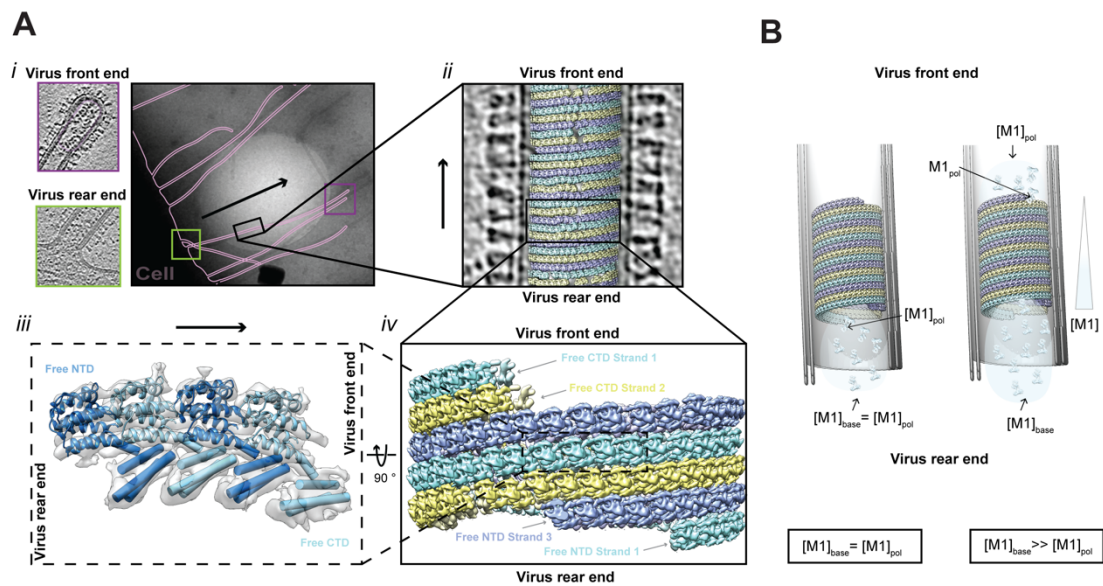 A
i
Virus front end
Virus rear end
Cell
ii
Virus front end
Virus rear end
iii
Free NTD
Virus front end
Virus rear end
Free CTD
90 °
iv
Virus front end
Free CTD Strand 1
Free CTD Strand 2
Free NTD Strand 3
Free NTD Strand 1
Virus rear end
B
Virus front end
[M1]pol
M1pol
[M1]pol
[M1]
[M1]base = [M1]pol
[M1]base
Virus rear end
[M1]base = [M1]pol
[M1]base >> [M1]pol